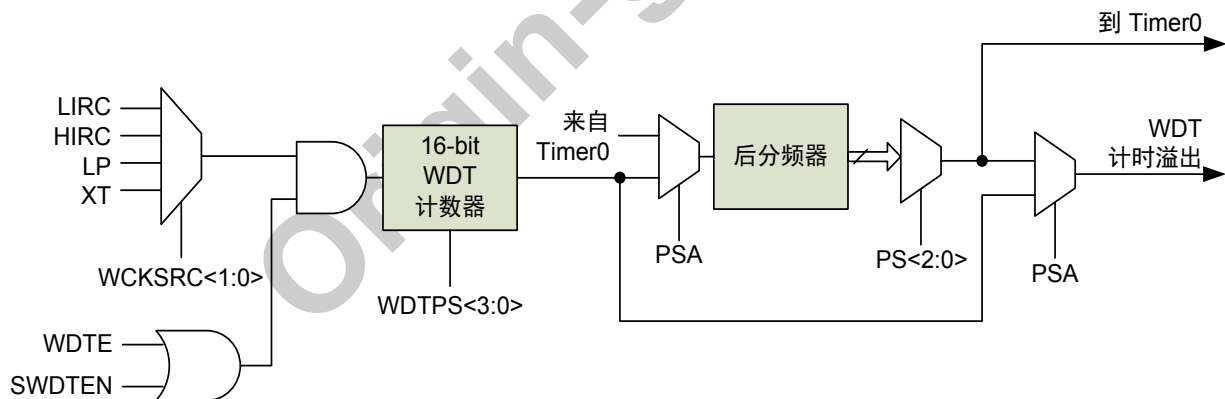 到 Timer0
LIRC
HIRC
LP
XT
WCKSRC<1:0>
WDTE
SWDTEN
16-bit
WDT
计数器
WDTPS<3:0>
来自
Timer0
PSA
后分频器
PS<2:0>
PSA
WDT
计时溢出
Origin-